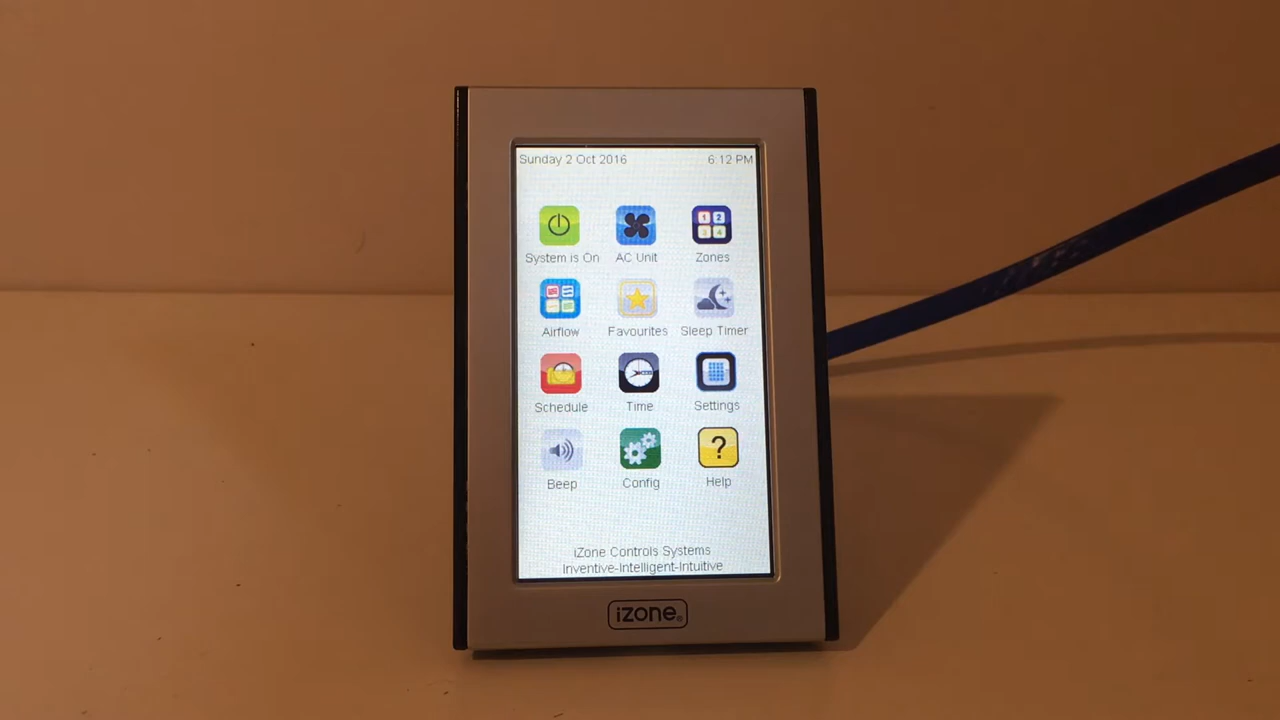 Sunday 2 Oct 2016 6:12 PM
System is On AC Unit Zones
Airflow Favourites Sleep Timer
Schedule Time Settings
Beep Config Help
iZone Controls Systems
Inventive-Intelligent-Intuitive
izone®